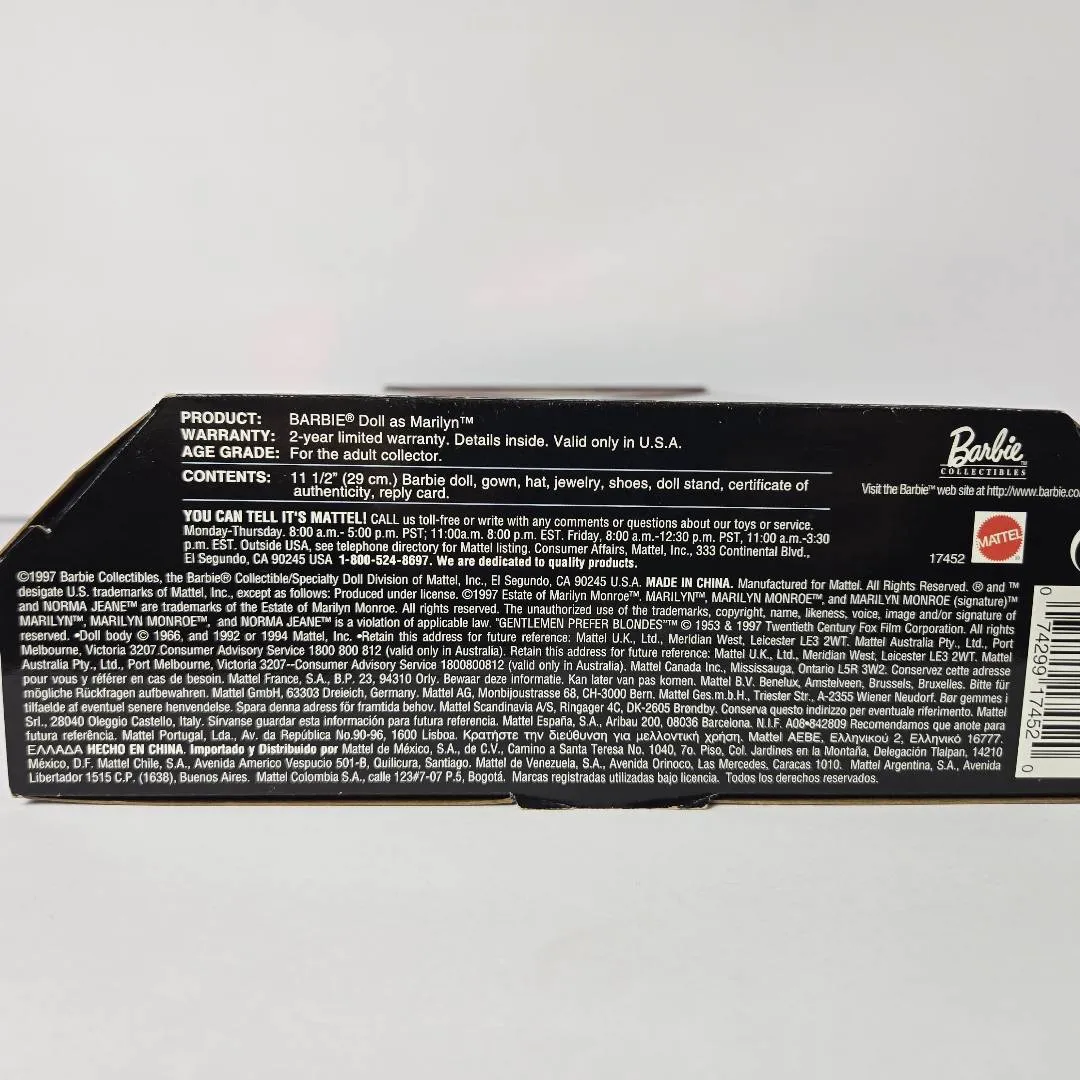 PRODUCT: BARBIE® Doll as Marilyn™
WARRANTY: 2-year limited warranty. Details inside. Valid only in U.S.A.
AGE GRADE: For the adult collector.
CONTENTS: 11 1/2" (29 cm.) Barbie doll, gown, hat, jewelry, shoes, doll stand, certificate of
authenticity, reply card.
Barbie™
COLLECTIBLES
Visit the Barbie™ web site at http://www.barbie.co
YOU CAN TELL IT'S MATTEL! CALL us toll-free or write with any comments or questions about our toys or service.
Monday-Thursday. 8:00 a.m.- 5:00 p.m. PST; 11:00a.m. 8:00 p.m. EST. Friday, 8:00 a.m.-12:30 p.m. PST, 11:00 a.m.-3:30
p.m. EST. Outside USA, see telephone directory for Mattel listing. Consumer Affairs, Mattel, Inc., 333 Continental Blvd.,
El Segundo, CA 90245 USA 1-800-524-8697. We are dedicated to quality products.
17452
MATTEL
©1997 Barbie Collectibles, the Barbie® Collectible/Specialty Doll Division of Mattel, Inc., El Segundo, CA 90245 U.S.A. MADE IN CHINA. Manufactured for Mattel. All Rights Reserved. ® and ™
desigate U.S. trademarks of Mattel, Inc., except as follows: Produced under license. ©1997 Estate of Marilyn Monroe™. MARILYN™, MARILYN MONROE™, and MARILYN MONROE (signature)™
and NORMA JEANE™ are trademarks of the Estate of Marilyn Monroe. All rights reserved. The unauthorized use of the trademarks, copyright, name, likeness, voice, image and/or signature of
MARILYN™, MARILYN MONROE™, and NORMA JEANE™ is a violation of applicable law. "GENTLEMEN PREFER BLONDES"™ © 1953 & 1997 Twentieth Century Fox Film Corporation. All rights
reserved. •Doll body © 1966, and 1992 or 1994 Mattel, Inc. •Retain this address for future reference: Mattel U.K., Ltd., Meridian West, Leicester LE3 2WT. Mattel Australia Pty., Ltd., Port
Melbourne, Victoria 3207.Consumer Advisory Service 1800 800 812 (valid only in Australia). Retain this address for future reference: Mattel U.K., Ltd., Meridian West, Leicester LE3 2WT. Mattel
Australia Pty., Ltd., Port Melbourne, Victoria 3207--Consumer Advisory Service 1800800812 (valid only in Australia). Mattel Canada Inc., Mississauga, Ontario L5R 3W2. Conservez cette adresse
pour vous y référer en cas de besoin. Mattel France, S.A., B.P. 23, 94310 Orly. Bewaar deze informatie. Kan later van pas komen. Mattel B.V. Benelux, Amstelveen, Brussels, Bruxelles. Bitte für
mögliche Rückfragen aufbewahren. Mattel GmbH, 63303 Dreieich, Germany. Mattel AG, Monbijoustrasse 68, CH-3000 Bern. Mattel Ges.m.b.H., Triester Str., A-2355 Wiener Neudorf. Bør gemmes i
tilfaelde af eventuel senere henvendelse. Spara denna adress för framtida behov. Mattel Scandinavia A/S, Ringager 4C, DK-2605 Brøndby. Conserva questo indirizzo per eventuale riferimento. Mattel
Srl., 28040 Oleggio Castello, Italy. Sírvanse guardar esta información para futura referencia. Mattel España, S.A., Aribau 200, 08036 Barcelona. N.I.F. A08•842809 Recomendamos que anote para
futura referência. Mattel Portugal, Lda., Av. da República No.90-96, 1600 Lisboa. Κρατήστε την διεύθυνση για μελλοντική χρήση. Mattel AEBE, Ελληνικού 2, Ελληνικό 16777.
ΕΛΛΑΔΑ HECHO EN CHINA. Importado y Distribuido por Mattel de México, S.A., de C.V., Camino a Santa Teresa No. 1040, 7o. Piso, Col. Jardines en la Montaña, Delegación Tlalpan, 14210
México, D.F. Mattel Chile, S.A., Avenida Americo Vespucio 501-B, Quilicura, Santiago. Mattel de Venezuela, S.A., Avenida Orinoco, Las Mercedes, Caracas 1010. Mattel Argentina, S.A., Avenida
Libertador 1515 C.P. (1638), Buenos Aires. Mattel Colombia S.A., calle 123#7-07 P.5, Bogotá. Marcas registradas utilizadas bajo licencia. Todos los derechos reservados.
0 74299 17452 0